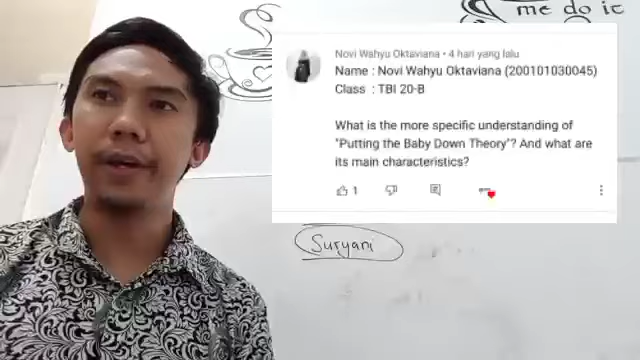 me do it
Novi Wahyu Oktaviana • 4 hari yang lalu
Name : Novi Wahyu Oktaviana (200101030045)
Class : TBI 20-B
What is the more specific understanding of
"Putting the Baby Down Theory"? And what are
its main characteristics?
1
Suryani